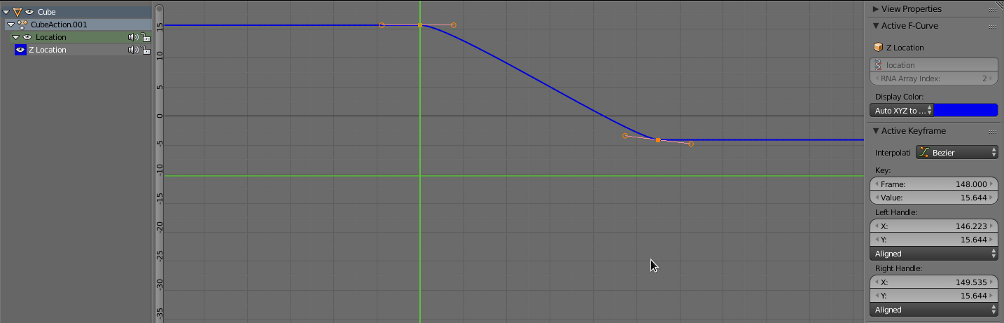 Cube
CubeAction.001
Location
Z Location
15
10
5
0
-5
-10
-15
-20
-25
-30
-35
View Properties
Active F-Curve
Z Location
location
RNA Array Index: 2
Display Color:
Auto XYZ to ...
Active Keyframe
Interpolati Bezier
Key:
Frame: 148.000
Value: 15.644
Left Handle:
X: 146.223
Y: 15.644
Aligned
Right Handle:
X: 149.535
Y: 15.644
Aligned